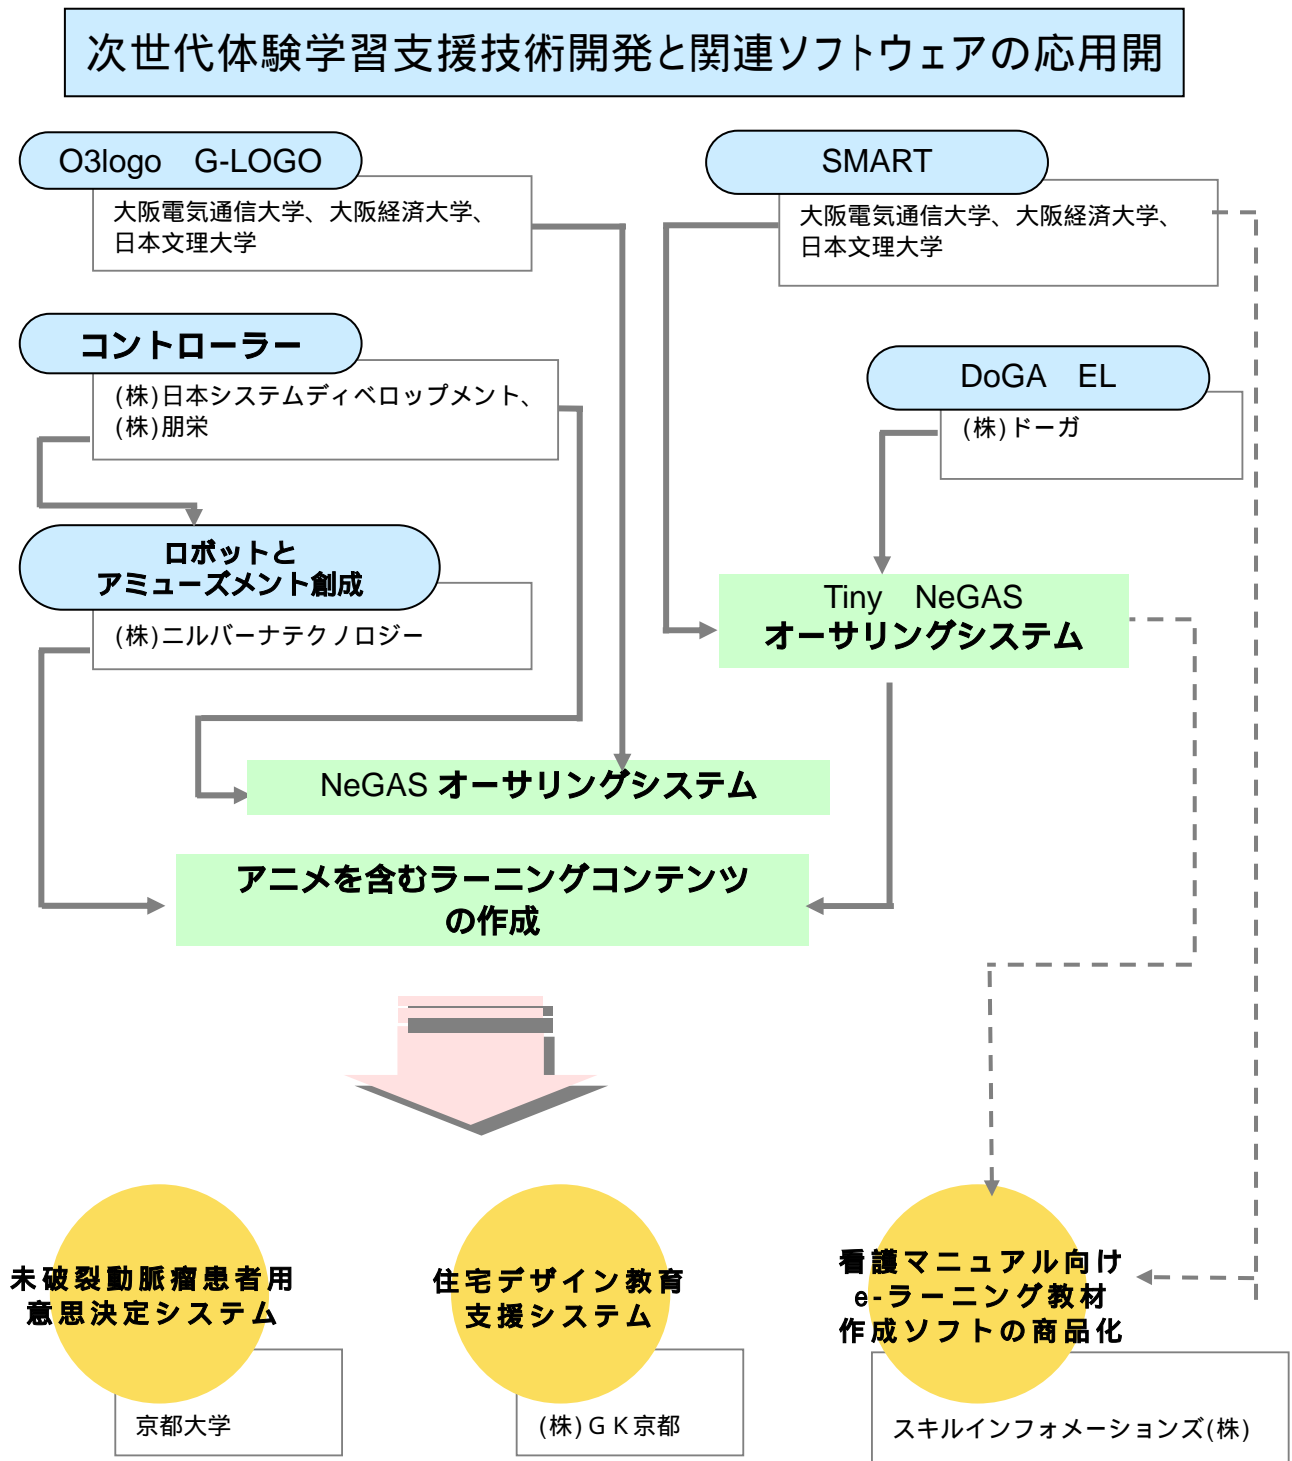 次世代体験学習支援技術開発と関連ソフトウェアの応用開
O3logo　G-LOGO
大阪電気通信大学、大阪経済大学、
日本文理大学
SMART
大阪電気通信大学、大阪経済大学、
日本文理大学
コントローラー
(株)日本システムディベロップメント、
(株)朋栄
DoGA　EL
(株)ドーガ
ロボットと
アミューズメント創成
(株)ニルバーナテクノロジー
Tiny　NeGAS
オーサリングシステム
NeGAS オーサリングシステム
アニメを含むラーニングコンテンツ
の作成
未破裂動脈瘤患者用
意思決定システム
京都大学
住宅デザイン教育
支援システム
(株)ＧＫ京都
看護マニュアル向け
e-ラーニング教材
作成ソフトの商品化
スキルインフォメーションズ(株)